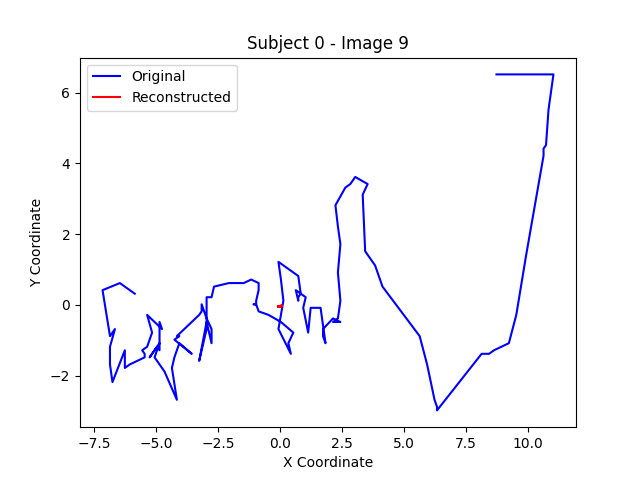 Subject 0 - Image 9
Original
Reconstructed
Y Coordinate
6
4
2
0
−2
−7.5 −5.0 −2.5 0.0 2.5 5.0 7.5 10.0
X Coordinate